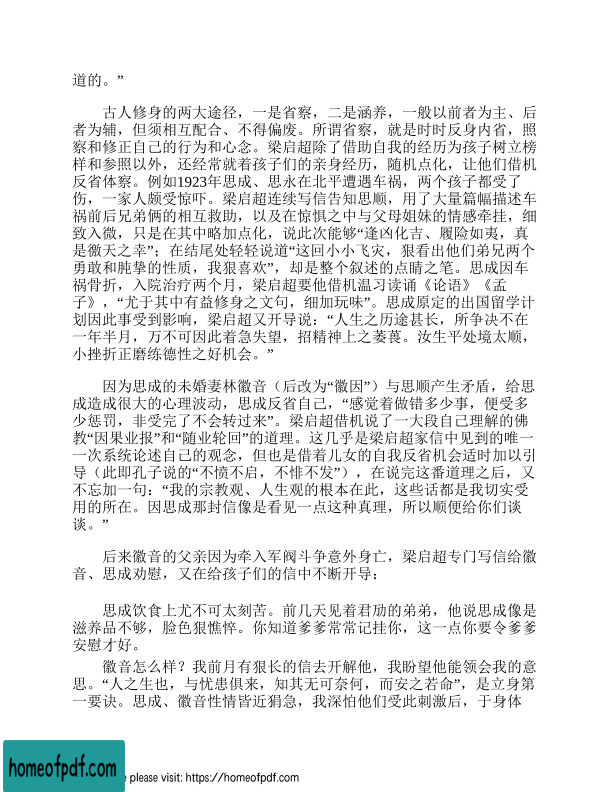 道的。”
古人修身的两大途径，一是省察，二是涵养，一般以前者为主、后
者为辅，但须相互配合、不得偏废。所谓省察，就是时时反身内省，照
察和修正自己的行为和心念。梁启超除了借助自我的经历为孩子树立榜
样和参照以外，还经常就着孩子们的亲身经历，随机点化，让他们借机
反省体察。例如1923年思成、思永在北平遭遇车祸，两个孩子都受了
伤，一家人颇受惊吓。梁启超连续写信告知思顺，用了大量篇幅描述车
祸前后兄弟俩的相互救助，以及在惊惧之中与父母姐妹的情感牵挂，细
致入微，只是在其中略加点化，说此次能够“逢凶化吉、履险如夷，真
是徼天之幸”；在结尾处轻轻说道“这回小小飞灾，狠看出他们弟兄两个
勇敢和肫挚的性质，我狠喜欢”，却是整个叙述的点睛之笔。思成因车
祸骨折，入院治疗两个月，梁启超要他借机温习读诵《论语》《孟
子》，“尤于其中有益修身之文句，细加玩味”。思成原定的出国留学计
划因此事受到影响，梁启超又开导说：“人生之历途甚长，所争决不在
一年半月，万不可因此着急失望，招精神上之萎葨。汝生平处境太顺，
小挫折正磨练德性之好机会。”
因为思成的未婚妻林徽音（后改为“徽因”）与思顺产生矛盾，给思
成造成很大的心理波动，思成反省自己，“感觉着做错多少事，便受多
少惩罚，非受完了不会转过来”。梁启超借机说了一大段自己理解的佛
教“因果业报”和“随业轮回”的道理。这几乎是梁启超家信中见到的唯一
一次系统论述自己的观念，但也是借着儿女的自我反省机会适时加以引
导（此即孔子说的“不愤不启，不悱不发”），在说完这番道理之后，又
不忘加一句：“我的宗教观、人生观的根本在此，这些话都是我切实受
用的所在。因思成那封信像是看见一点这种真理，所以顺便给你们谈
谈。”
后来徽音的父亲因为牵入军阀斗争意外身亡，梁启超专门写信给徽
音、思成劝慰，又在给孩子们的信中不断开导：
思成饮食上尤不可太刻苦。前几天见着君劢的弟弟，他说思成像是
滋养品不够，脸色狠憔悴。你知道爹爹常常记挂你，这一点你要令爹爹
安慰才好。
徽音怎么样？我前月有狠长的信去开解他，我盼望他能领会我的意
思。“人之生也，与忧患俱来，知其无可奈何，而安之若命”，是立身第
一要诀。思成、徽音性情皆近狷急，我深怕他们受此刺激后，于身体
homeofpdf.com
e please visit: https://homeofpdf.com